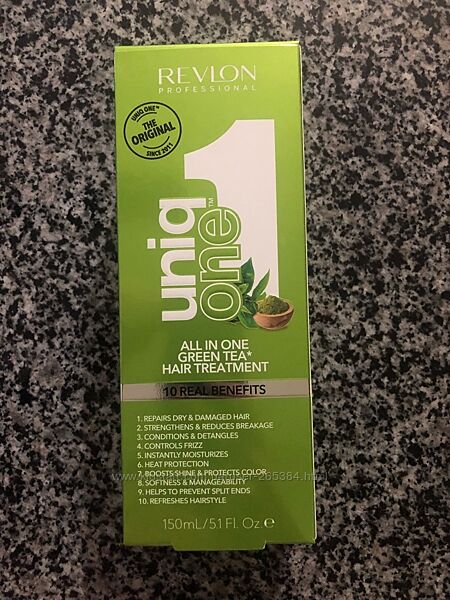 REVLON
PROFESSIONAL
UNIQ ONE™
THE
ORIGINAL
SINCE 2011
uniq
one™
1
ALL IN ONE
GREEN TEA*
HAIR TREATMENT
10 REAL BENEFITS
1. REPAIRS DRY & DAMAGED HAIR
2. STRENGTHENS & REDUCES BREAKAGE
3. CONDITIONS & DETANGLES
4. CONTROLS FRIZZ
5. INSTANTLY MOISTURIZES
6. HEAT PROTECTION
7. BOOSTS SHINE & PROTECTS COLOR
8. SOFTNESS & MANAGEABILITY
9. HELPS TO PREVENT SPLIT ENDS
10. REFRESHES HAIRSTYLE
150mL/5.1 Fl. Oz.e